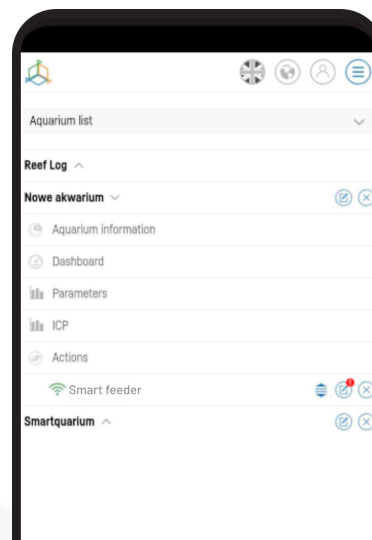 Aquarium list
Reef Log
Nowe akwarium
Aquarium information
Dashboard
Parameters
ICP
Actions
Smart feeder
Smartquarium